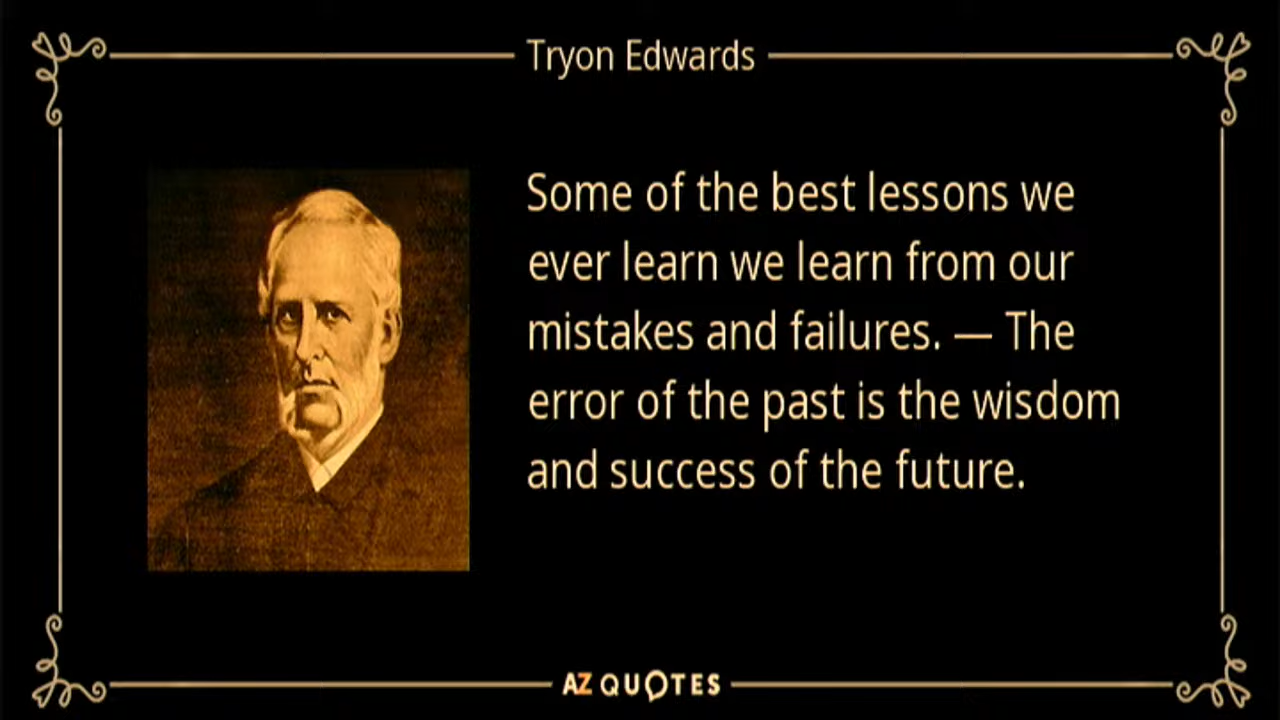 Tryon Edwards
Some of the best lessons we
ever learn we learn from our
mistakes and failures. — The
error of the past is the wisdom
and success of the future.
AZ QUOTES